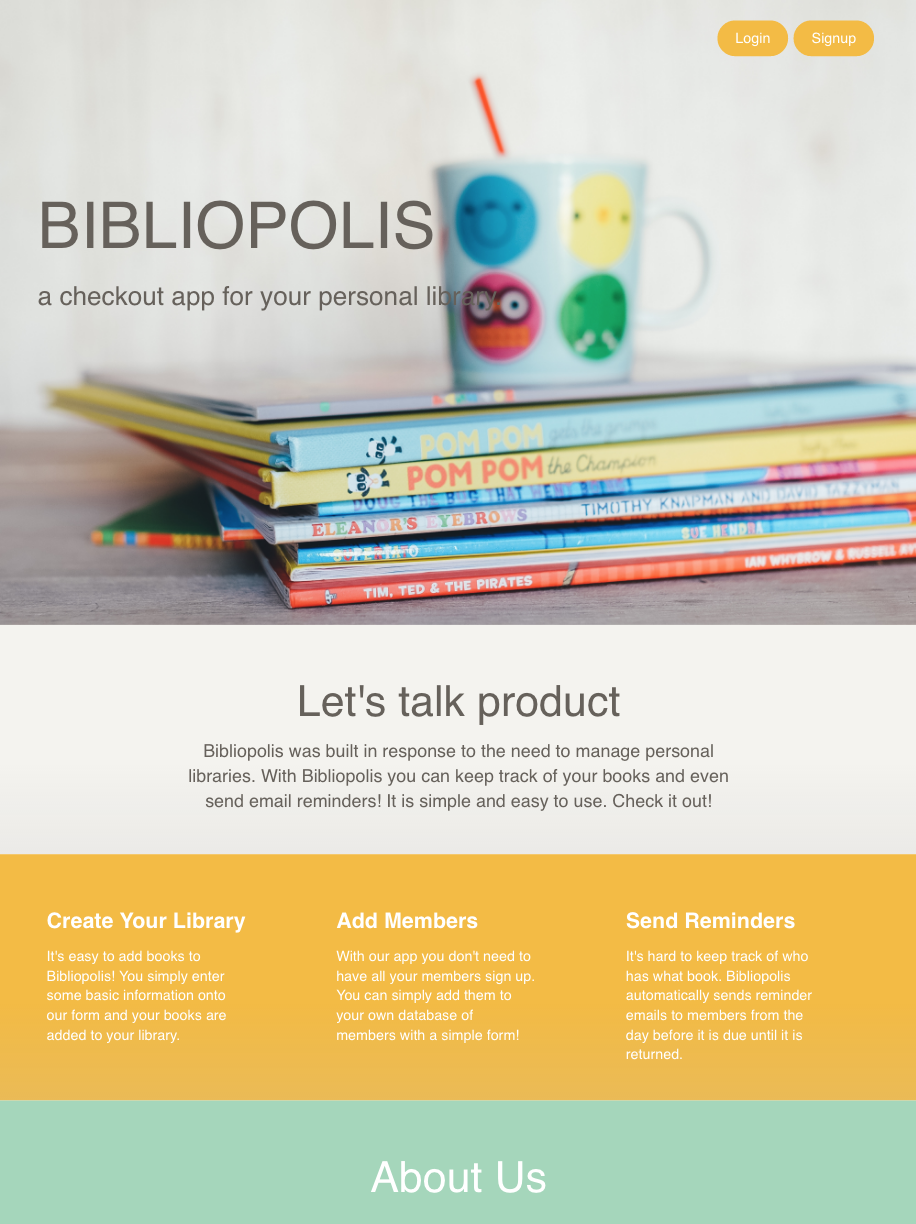 Login Signup
BIBLIOPOLIS
a checkout app for your personal library
POM POM gets the grumps
POM POM the Champion
DOUG THE BUG THAT WENT BOING!
ELEANOR'S EYEBROWS TIMOTHY KNAPMAN AND DAVID TAZZYMAN
SUPERTATO SUE HENDRA
TIM, TED & THE PIRATES IAN WHYBROW & RUSSELL
Let's talk product
Bibliopolis was built in response to the need to manage personal
libraries. With Bibliopolis you can keep track of your books and even
send email reminders! It is simple and easy to use. Check it out!
Create Your Library
It's easy to add books to
Bibliopolis! You simply enter
some basic information onto
our form and your books are
added to your library.
Add Members
With our app you don't need to
have all your members sign up.
You can simply add them to
your own database of
members with a simple form!
Send Reminders
It's hard to keep track of who
has what book. Bibliopolis
automatically sends reminder
emails to members from the
day before it is due until it is
returned.
About Us